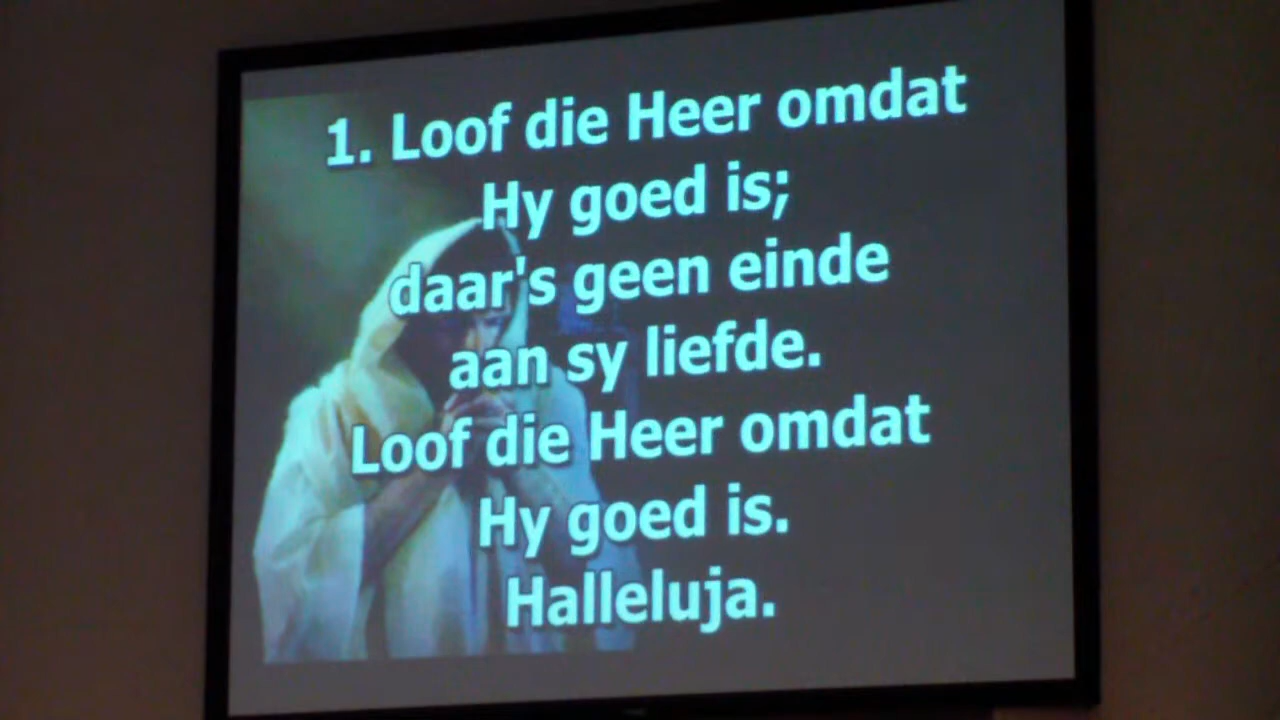 1. Loof die Heer omdat
Hy goed is;
daar's geen einde
aan sy liefde.
Loof die Heer omdat
Hy goed is.
Halleluja.